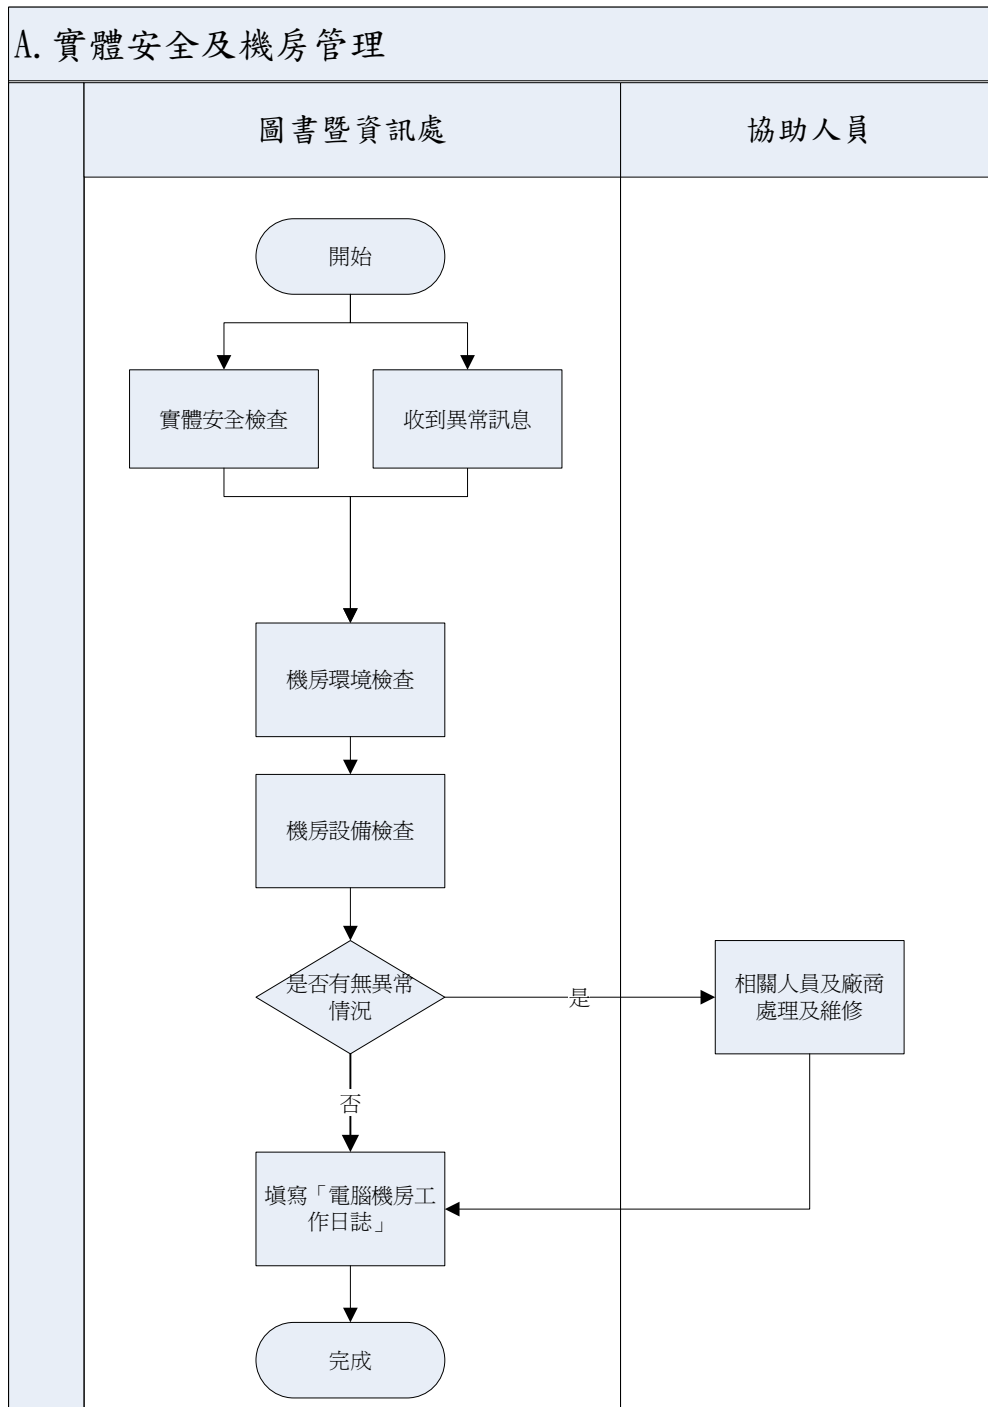 A.實體安全及機房管理
圖書暨資訊處
協助人員
開始
實體安全檢查
收到異常訊息
機房環境檢查
機房設備檢查
是否有無異常
情況
是
相關人員及廠商
處理及維修
否
填寫「電腦機房工
作日誌」
完成